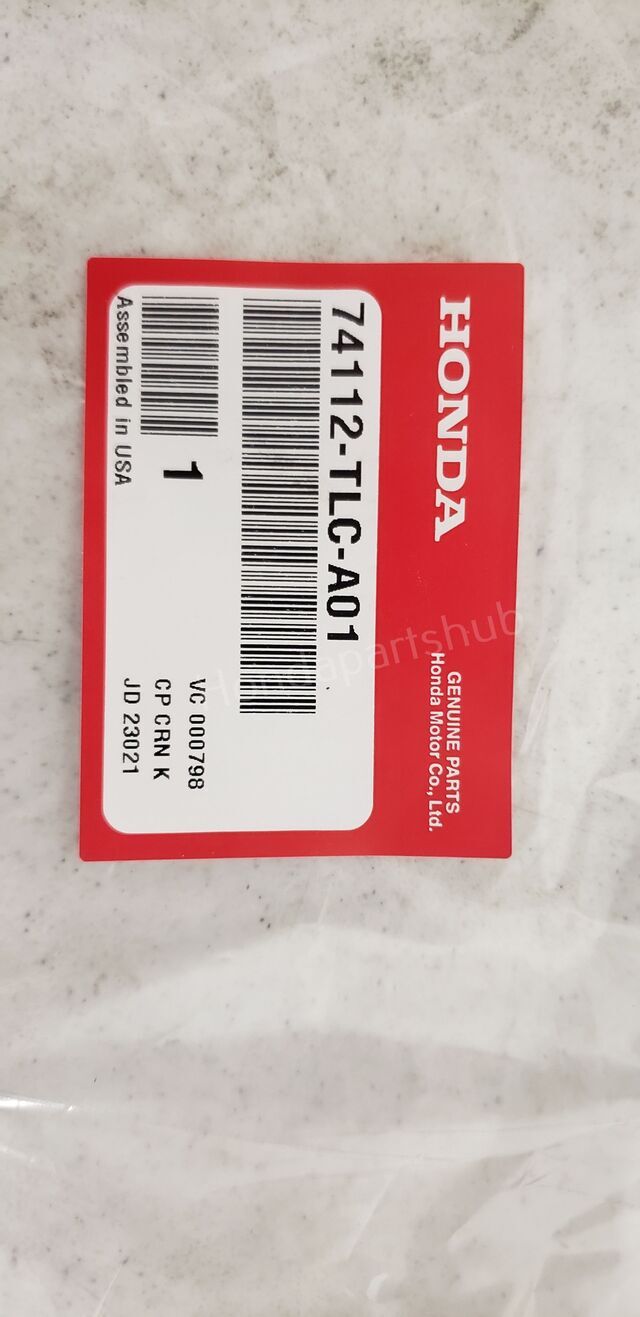 HONDA
GENUINE PARTS
Honda Motor Co., Ltd.
74112-TLC-A01
1
Assembled in USA
VC 000798
CP CRN K
JD 23021
Hondapartshub